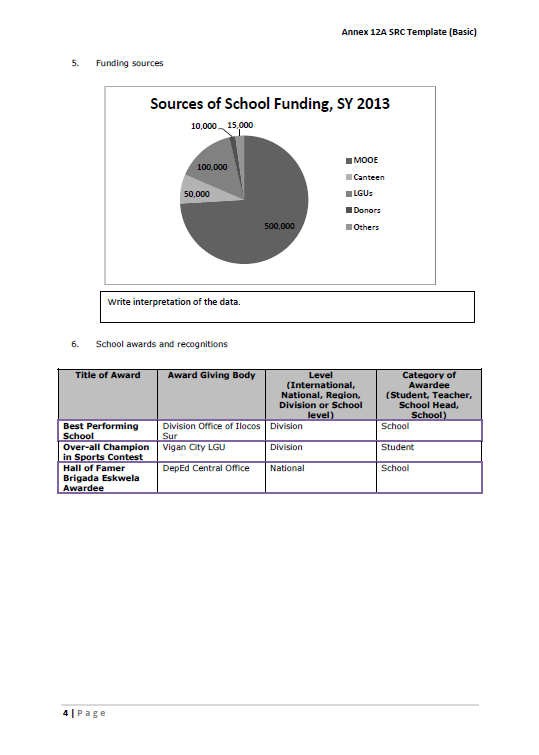 Annex 12A SRC Template (Basic)
5. Funding sources
Sources of School Funding, SY 2013
10,000 15,000
100,000
50,000
500,000
MOOE
Canteen
LGUs
Donors
Others
Write interpretation of the data.
6. School awards and recognitions
Title of Award
Award Giving Body
Level
(International,
National, Region,
Division or School
level)
Category of
Awardee
(Student, Teacher,
School Head,
School)
Best Performing
School
Division Office of Ilocos
Sur
Division
School
Over-all Champion
in Sports Contest
Vigan City LGU
Division
Student
Hall of Famer
Brigada Eskwela
Awardee
DepEd Central Office
National
School
4 | Page